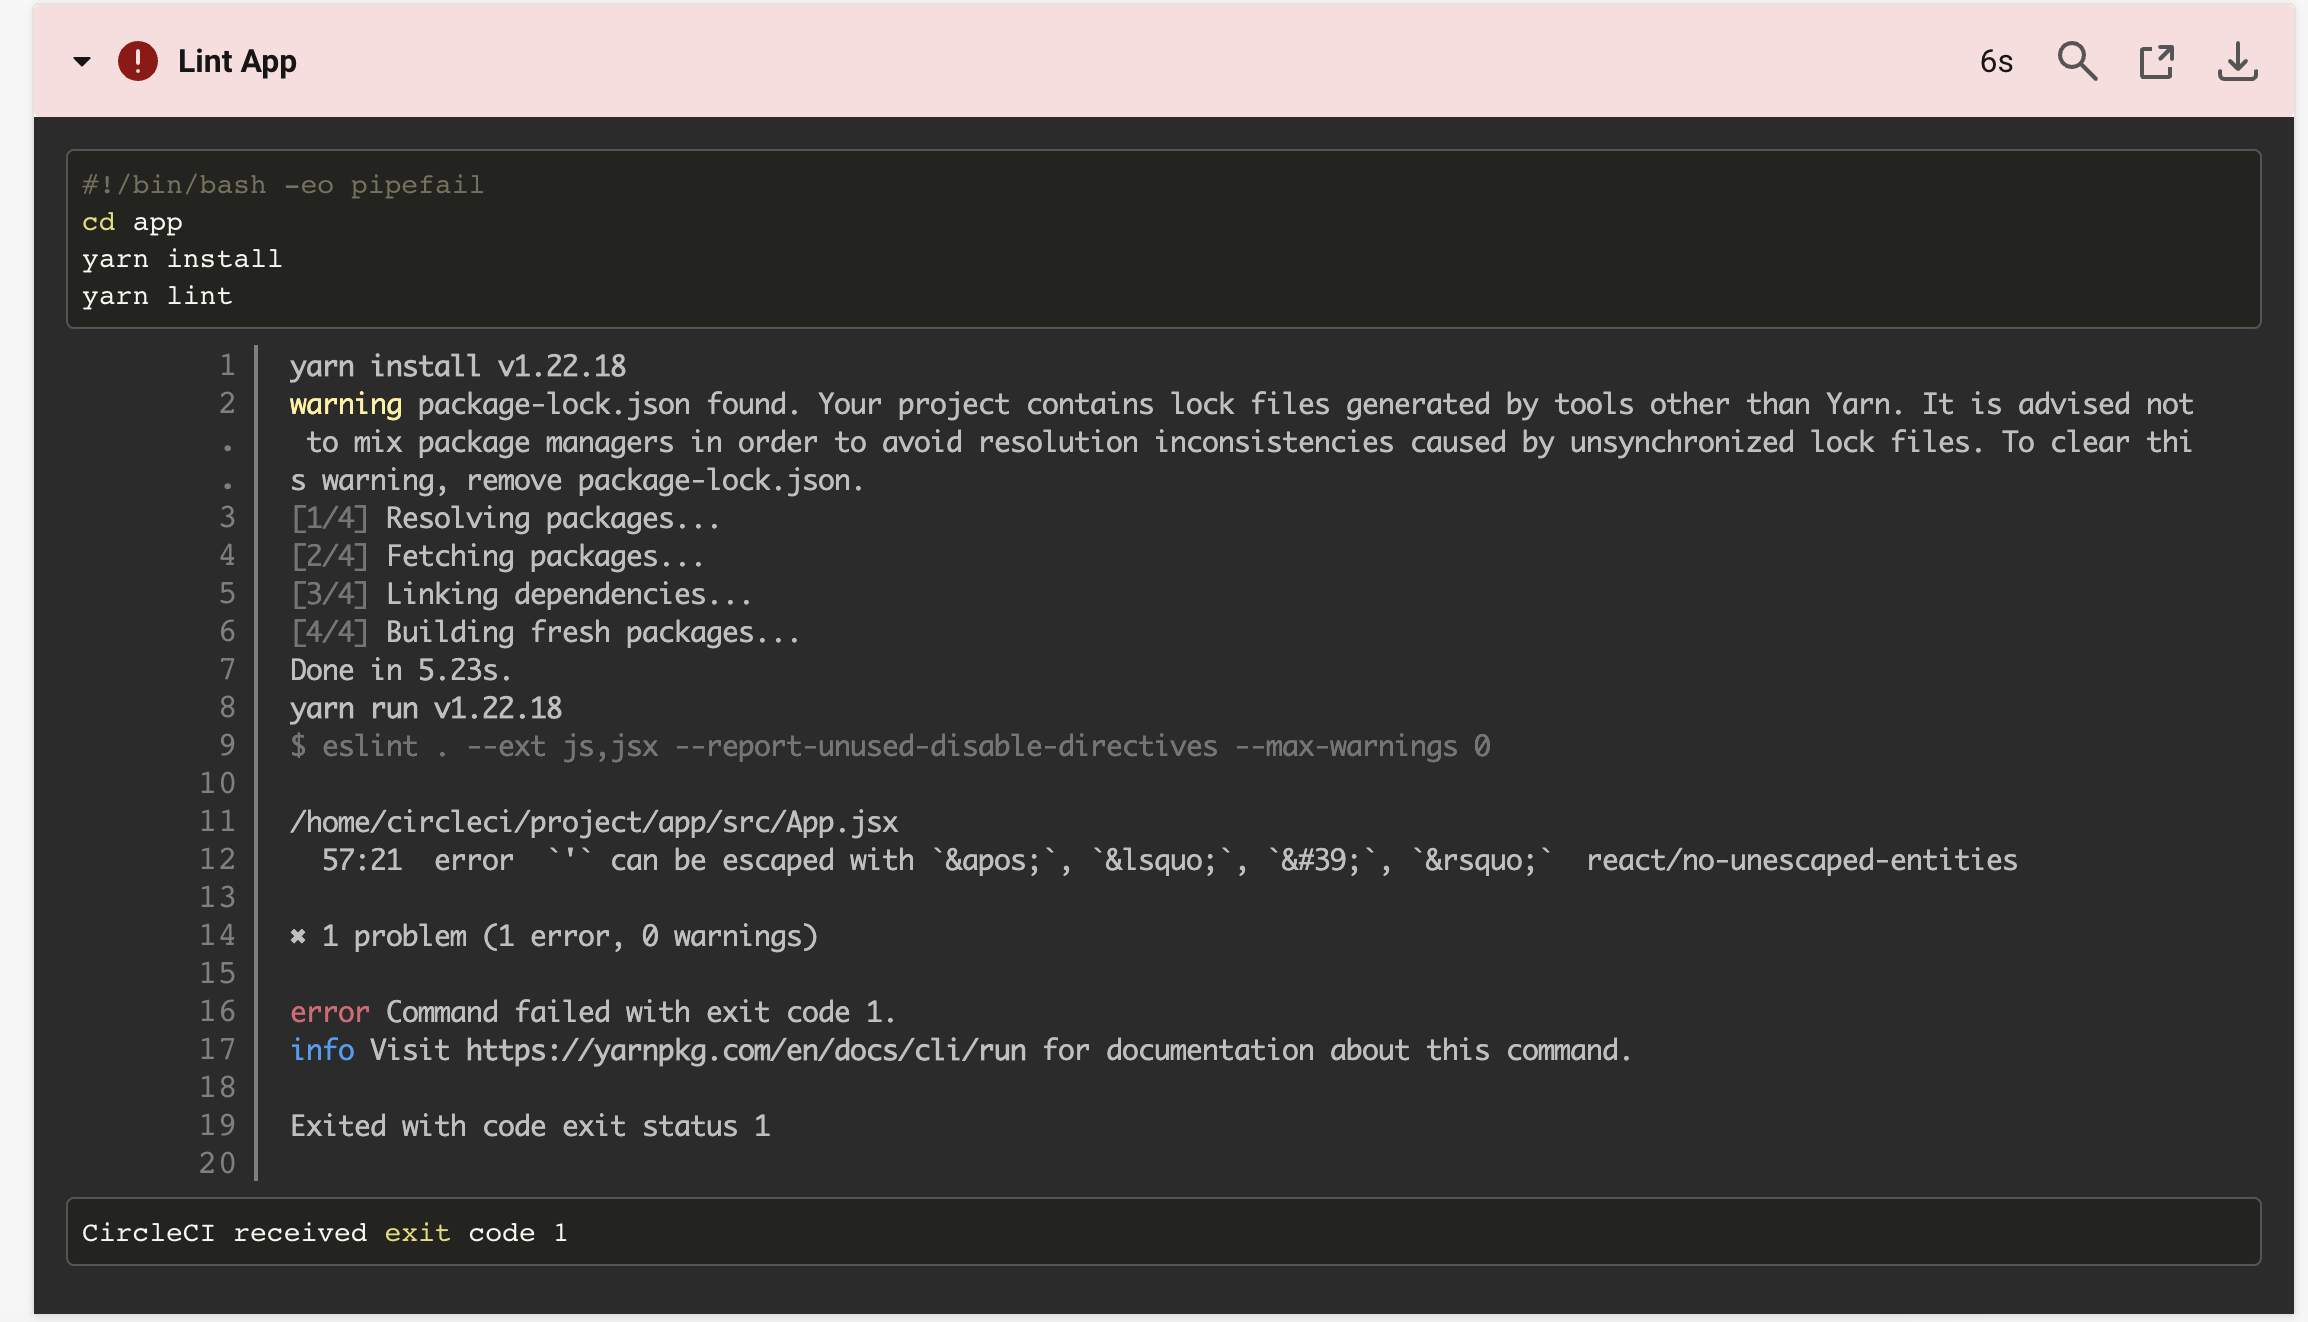 Lint App
6s
#!/bin/bash -eo pipefail
cd app
yarn install
yarn lint
1 yarn install v1.22.18
2 warning package-lock.json found. Your project contains lock files generated by tools other than Yarn. It is advised not
. to mix package managers in order to avoid resolution inconsistencies caused by unsynchronized lock files. To clear thi
. s warning, remove package-lock.json.
3 [1/4] Resolving packages...
4 [2/4] Fetching packages...
5 [3/4] Linking dependencies...
6 [4/4] Building fresh packages...
7 Done in 5.23s.
8 yarn run v1.22.18
9 $ eslint . --ext js,jsx --report-unused-disable-directives --max-warnings 0
10
11 /home/circleci/project/app/src/App.jsx
12 57:21  error  `'` can be escaped with `&apos;`, `&lsquo;`, `&#39;`, `&rsquo;`  react/no-unescaped-entities
13
14 ✖ 1 problem (1 error, 0 warnings)
15
16 error Command failed with exit code 1.
17 info Visit https://yarnpkg.com/en/docs/cli/run for documentation about this command.
18
19 Exited with code exit status 1
20
CircleCI received exit code 1